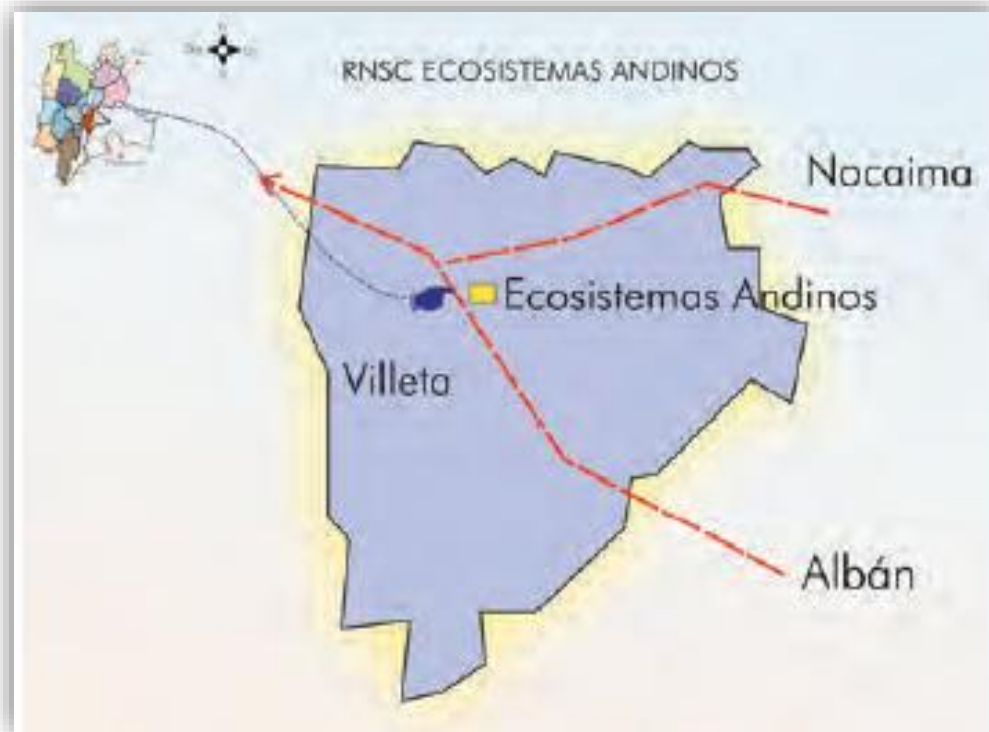 RNSC ECOSISTEMAS ANDINOS
Nocaima
Ecosistemas Andinos
Villeta
Albán